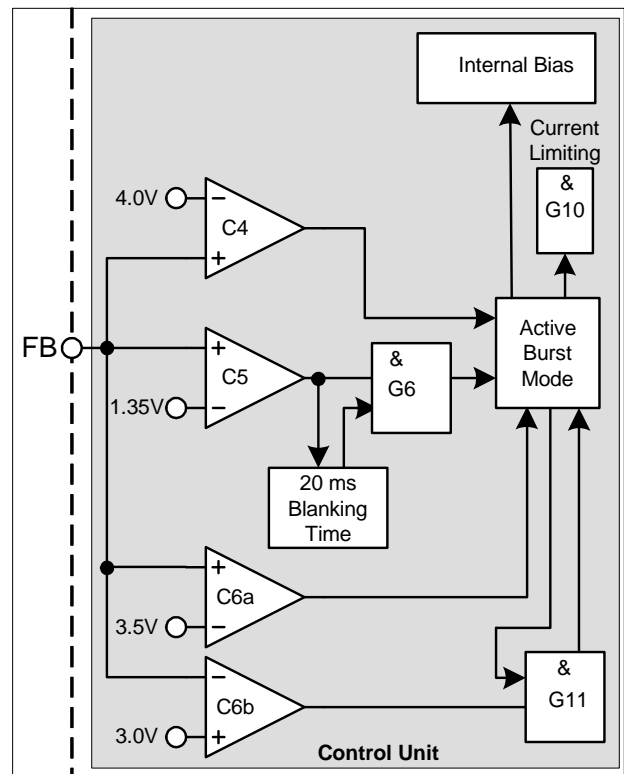 Internal Bias
Current
Limiting
&
G10
4.0V
−
C4
+
FB
+
C5
−
1.35V
&
G6
Active
Burst
Mode
20 ms
Blanking
Time
+
C6a
−
3.5V
−
C6b
+
3.0V
&
G11
Control Unit